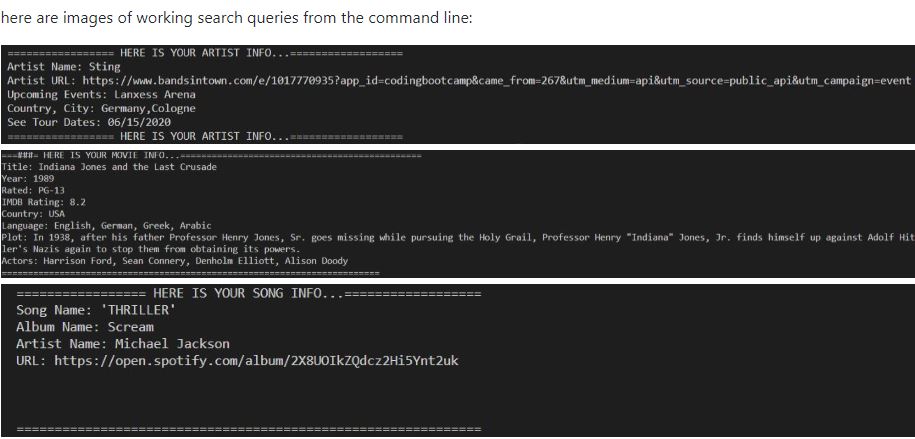 here are images of working search queries from the command line:
================= HERE IS YOUR ARTIST INFO...==================
Artist Name: Sting
Artist URL: https://www.bandsintown.com/e/1017770935?app_id=codingbootcamp&came_from=267&utm_medium=api&utm_source=public_api&utm_campaign=event
Upcoming Events: Lanxess Arena
Country, City: Germany,Cologne
See Tour Dates: 06/15/2020
================= HERE IS YOUR ARTIST INFO...==================
===###= HERE IS YOUR MOVIE INFO...================================================
Title: Indiana Jones and the Last Crusade
Year: 1989
Rated: PG-13
IMDB Rating: 8.2
Country: USA
Language: English, German, Greek, Arabic
Plot: In 1938, after his father Professor Henry Jones, Sr. goes missing while pursuing the Holy Grail, Professor Henry "Indiana" Jones, Jr. finds himself up against Adolf Hit
ler's Nazis again to stop them from obtaining its powers.
Actors: Harrison Ford, Sean Connery, Denholm Elliott, Alison Doody
===========================================================================
================= HERE IS YOUR SONG INFO...==================
Song Name: 'THRILLER'
Album Name: Scream
Artist Name: Michael Jackson
URL: https://open.spotify.com/album/2X8UOIkZQdcz2Hi5Ynt2uk
=============================================================